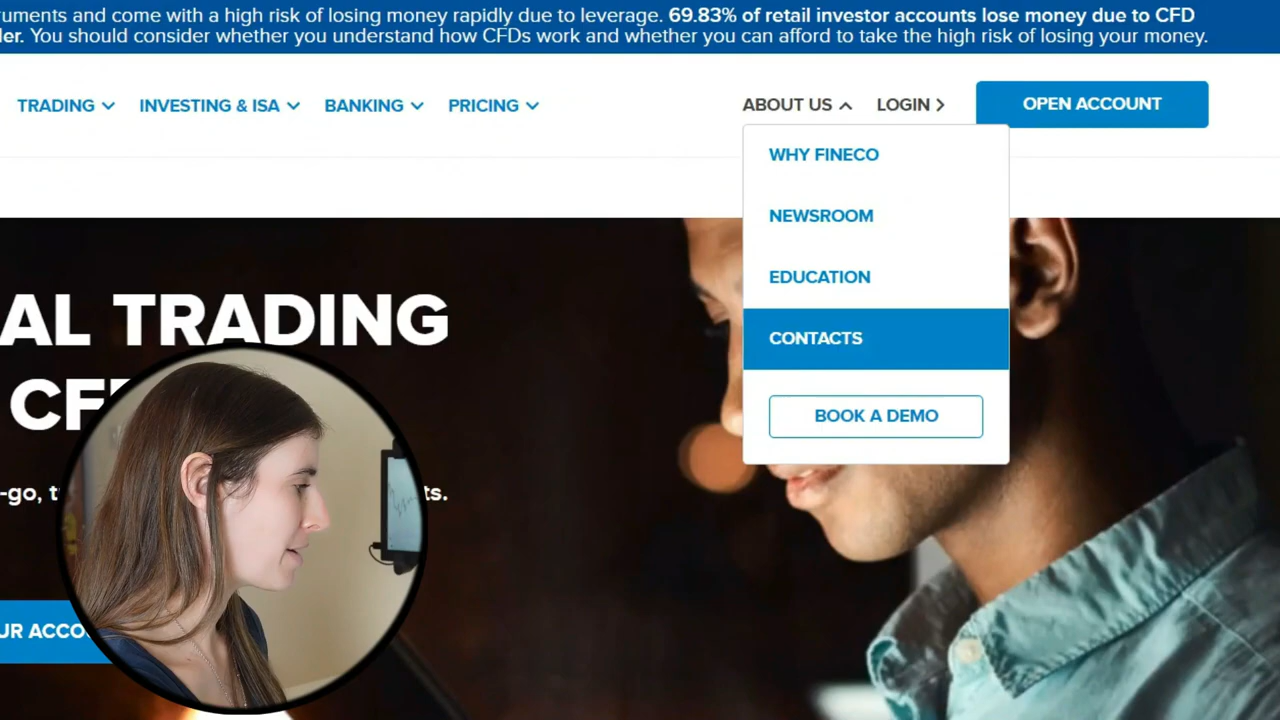 ruments and come with a high risk of losing money rapidly due to leverage. 69.83% of retail investor accounts lose money due to CFD
ler. You should consider whether you understand how CFDs work and whether you can afford to take the high risk of losing your money.
TRADING INVESTING & ISA BANKING PRICING ABOUT US LOGIN OPEN ACCOUNT
WHY FINECO
NEWSROOM
EDUCATION
CONTACTS
BOOK A DEMO
AL TRADING
CF
-go, t ts.
UR ACCO